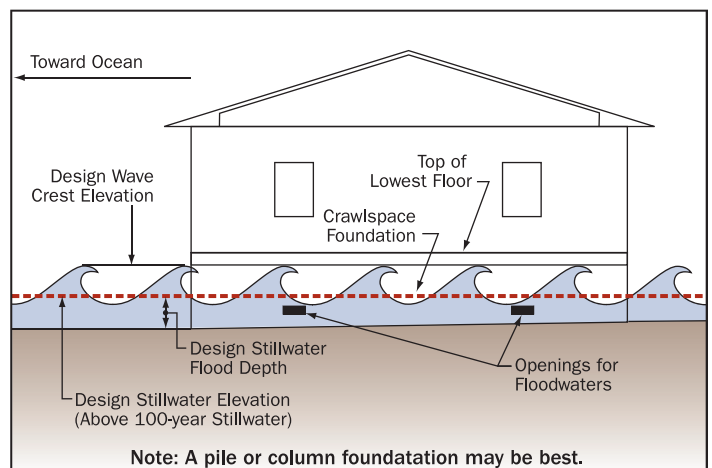 Toward Ocean
Design Wave
Crest Elevation
Top of
Lowest Floor
Crawlspace
Foundation
Design Stillwater
Flood Depth
Openings for
Floodwaters
Design Stillwater Elevation
(Above 100-year Stillwater)
Note: A pile or column foundatation may be best.